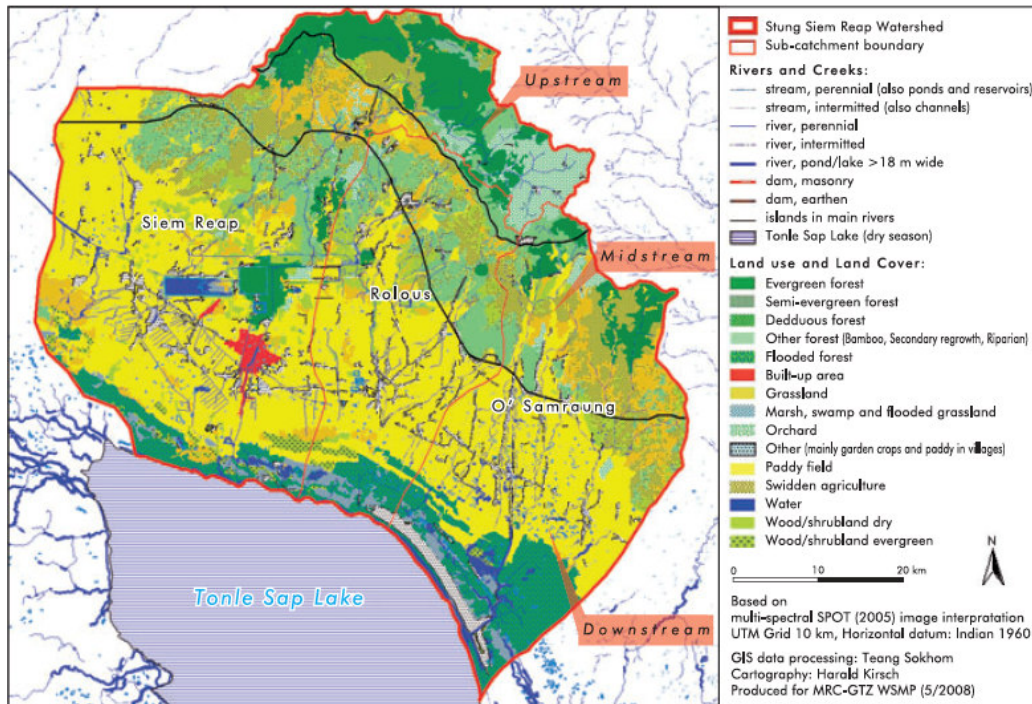 Upstream
Siem Reap
Midstream
Rolous
O' Samraung
Tonle Sap Lake
Downstream
Stung Siem Reap Watershed
Sub-catchment boundary
Rivers and Creeks:
stream, perennial (also ponds and reservoirs)
stream, intermitted (also channels)
river, perennial
river, intermitted
river, pond/lake >18 m wide
dam, masonry
dam, earthen
islands in main rivers
Tonle Sap Lake (dry season)
Land use and Land Cover:
Evergreen forest
Semi-evergreen forest
Dedduous forest
Other forest (Bamboo, Secondary regrowth, Riparian)
Flooded forest
Built-up area
Grassland
Marsh, swamp and flooded grassland
Orchard
Other (mainly garden crops and paddy in villages)
Paddy field
Swidden agriculture
Water
Wood/shrubland dry
Wood/shrubland evergreen
N
0 10 20 km
Based on
multi-spectral SPOT (2005) image interpratation
UTM Grid 10 km, Horizontal datum: Indian 1960
GIS data processing: Teang Sokhom
Cartography: Harald Kirsch
Produced for MRC-GTZ WSMP (5/2008)